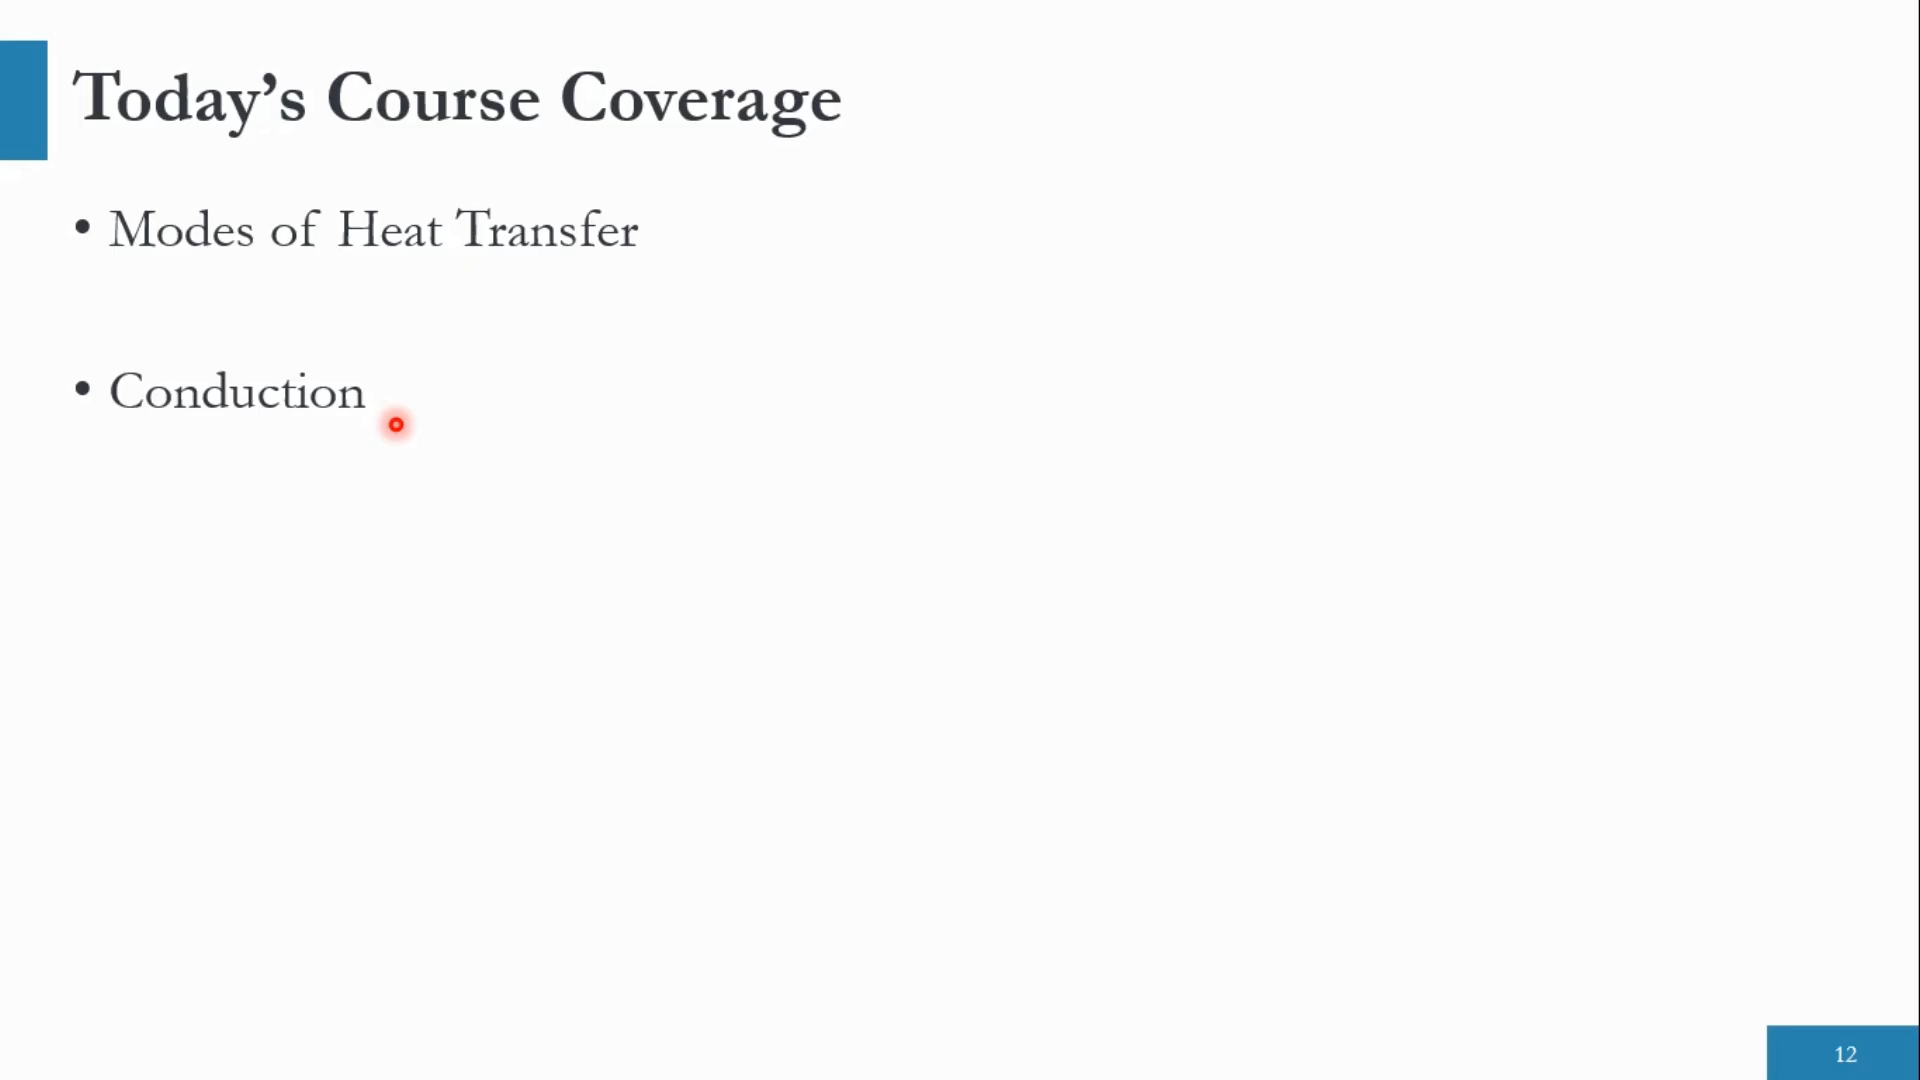 Today’s Course Coverage
• Modes of Heat Transfer
• Conduction
12